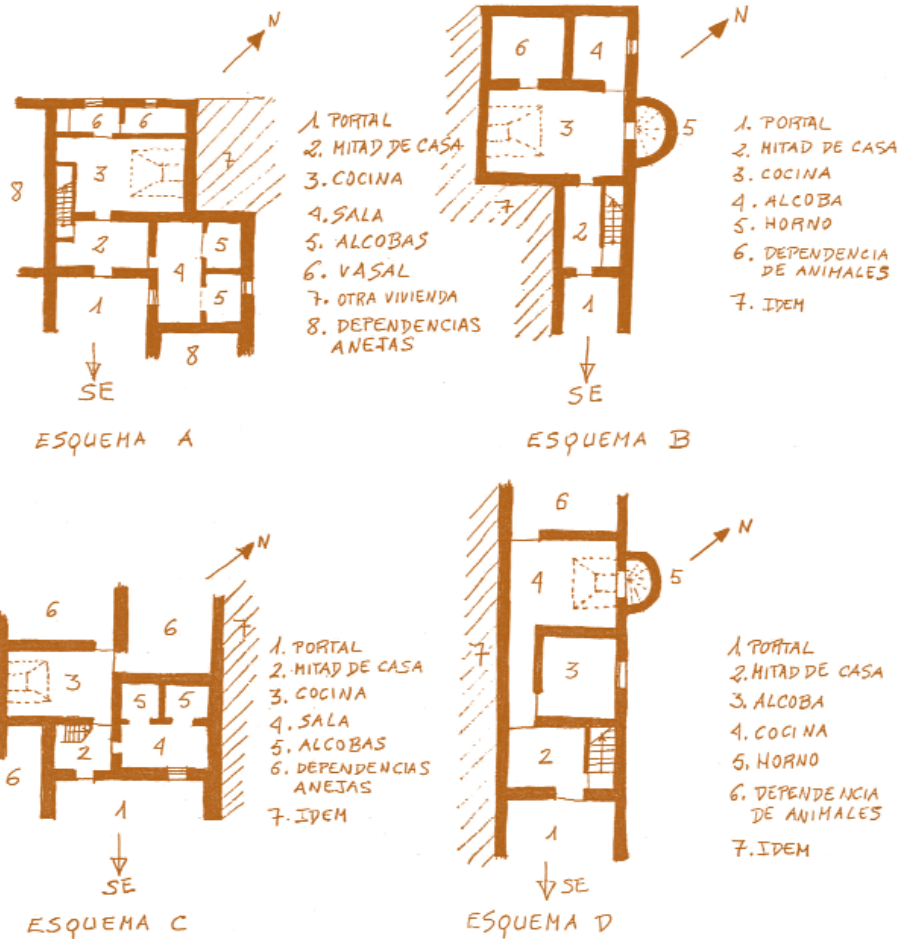 N
6
6
3
7
8
2
4
5
5
1
8
SE
1. PORTAL
2. MITAD DE CASA
3. COCINA
4. SALA
5. ALCOBAS
6. VASAL
7. OTRA VIVIENDA
8. DEPENDENCIAS
ANEJAS
ESQUEMA A
N
6
4
3
5
7
2
1
SE
1. PORTAL
2. MITAD DE CASA
3. COCINA
4. ALCOBA
5. HORNO
6. DEPENDENCIA
DE ANIMALES
7. IDEM
ESQUEMA B
N
6
6
7
3
5
5
2
4
6
1
SE
1. PORTAL
2. MITAD DE CASA
3. COCINA
4. SALA
5. ALCOBAS
6. DEPENDENCIAS
ANEJAS
7. IDEM
ESQUEMA C
6
N
4
5
7
3
2
1
SE
1 PORTAL
2. MITAD DE CASA
3. ALCOBA
4. COCINA
5. HORNO
6. DEPENDENCIA
DE ANIMALES
7. IDEM
ESQUEMA D